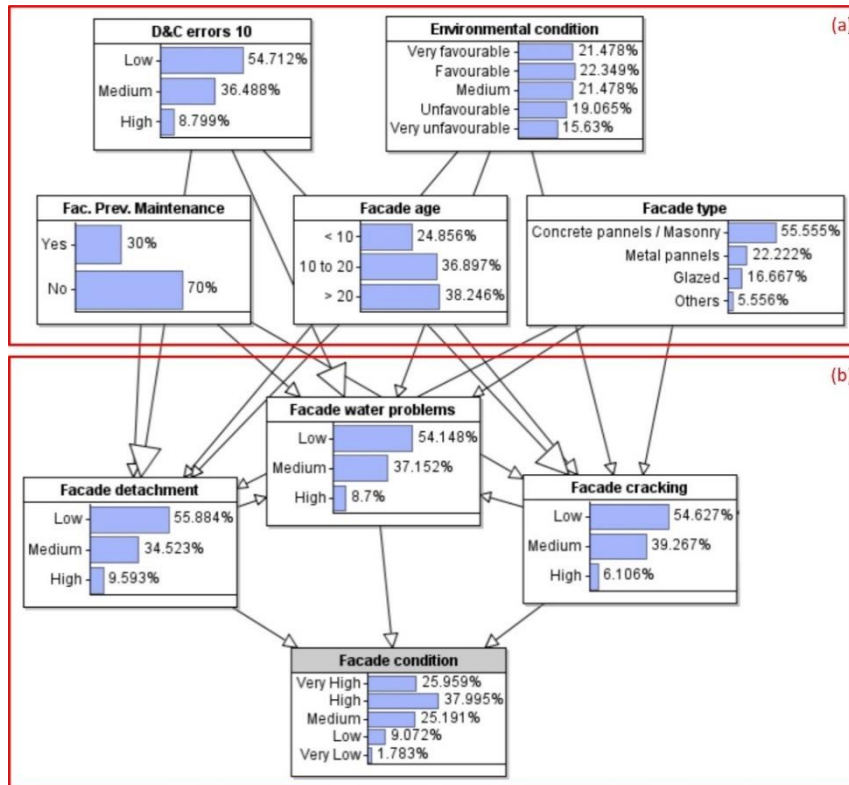 (a)
D&C errors 10
Low 54.712%
Medium 36.488%
High 8.799%
Environmental condition
Very favourable 21.478%
Favourable 22.349%
Medium 21.478%
Unfavourable 19.065%
Very unfavourable 15.63%
Fac. Prev. Maintenance
Yes 30%
No 70%
Facade age
< 10 24.856%
10 to 20 36.897%
> 20 38.246%
Facade type
Concrete pannels / Masonry 55.555%
Metal pannels 22.222%
Glazed 16.667%
Others 5.556%
(b)
Facade water problems
Low 54.148%
Medium 37.152%
High 8.7%
Facade detachment
Low 55.884%
Medium 34.523%
High 9.593%
Facade cracking
Low 54.627%
Medium 39.267%
High 6.106%
Facade condition
Very High 25.959%
High 37.995%
Medium 25.191%
Low 9.072%
Very Low 1.783%